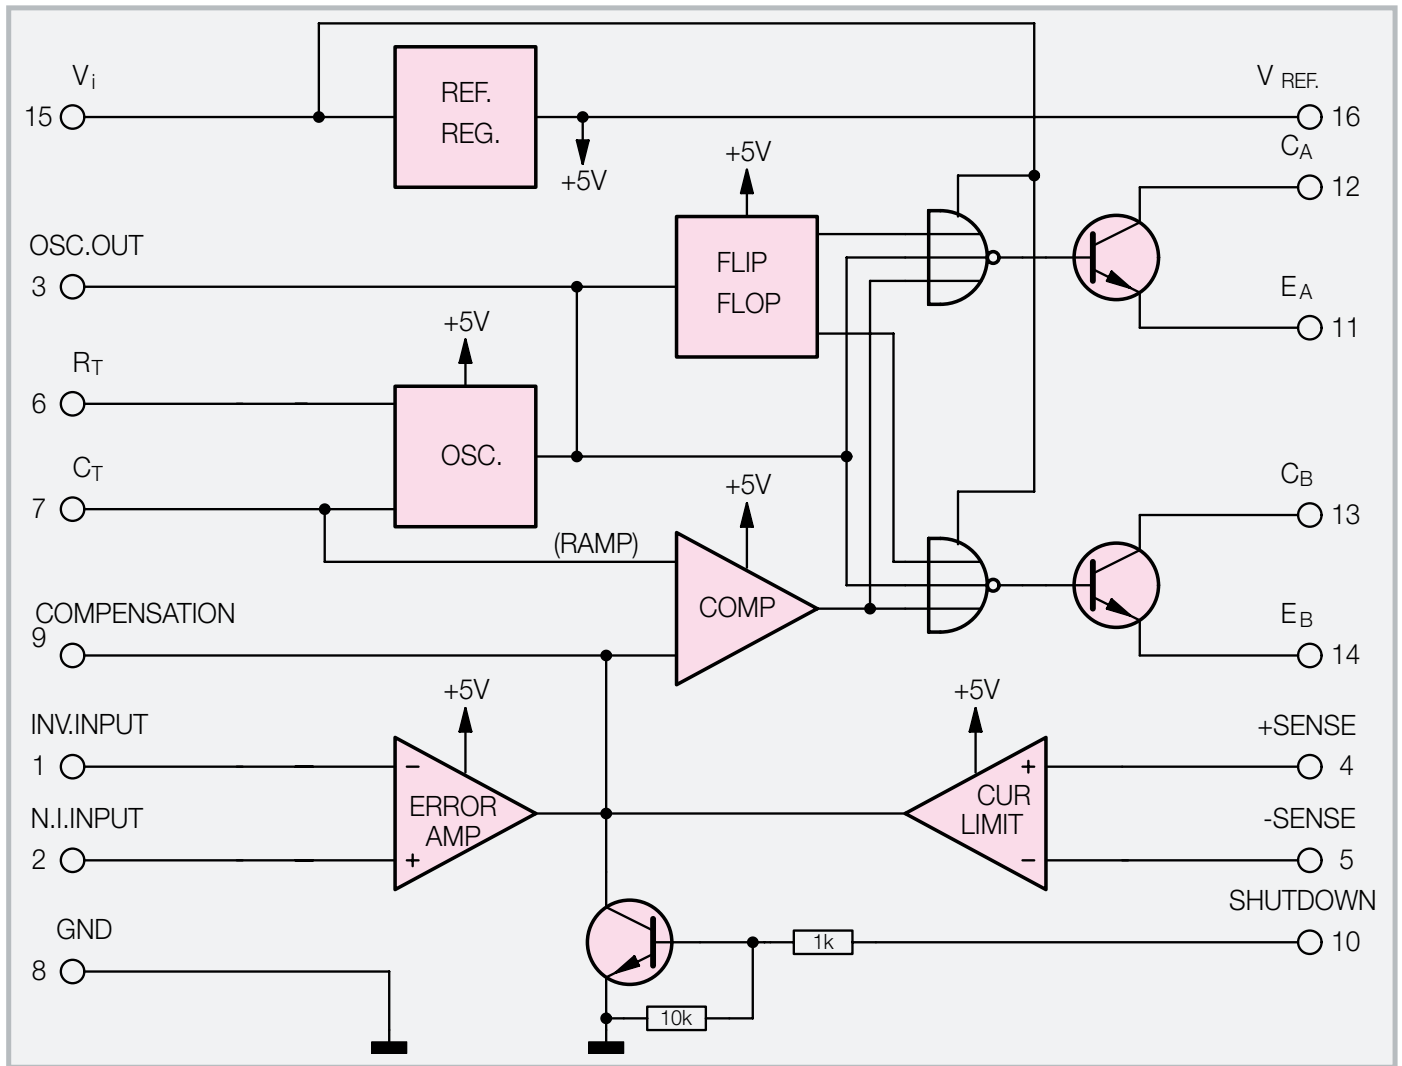 Vi
15
REF.
REG.
+5V
V REF.
16
CA
12
+5V
OSC.OUT
3
FLIP
FLOP
EA
11
+5V
RT
6
OSC.
CT
7
(RAMP)
+5V
COMP
CB
13
EB
14
COMPENSATION
9
+5V
INV.INPUT
1
−
ERROR
AMP
N.I.INPUT
2
+
+5V
+SENSE
+
4
CUR
LIMIT
-SENSE
−
5
SHUTDOWN
1k
10
10k
GND
8